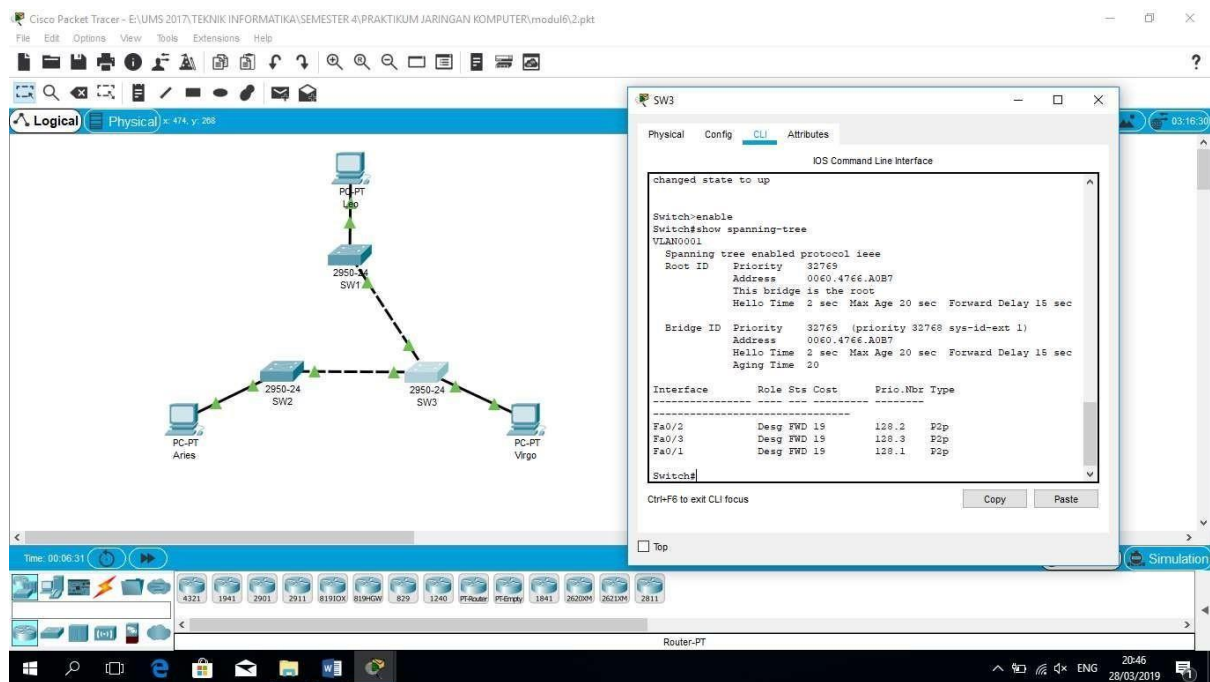 Cisco Packet Tracer - E:\UMS 2017\TEKNIK INFORMATIKA\SEMESTER 4\PRAKTIKUM JARINGAN KOMPUTER\modul6\2.pkt
File Edit Options View Tools Extensions Help
?
Logical Physical x: 474, y: 268
03:16:30
PC-PT
Leo
2950-24
SW1
2950-24
SW2
2950-24
SW3
PC-PT
Aries
PC-PT
Virgo
SW3
Physical Config CLI Attributes
IOS Command Line Interface
changed state to up
Switch>enable
Switch#show spanning-tree
VLAN0001
Spanning tree enabled protocol ieee
Root ID Priority 32769
Address 0060.4766.A0B7
This bridge is the root
Hello Time 2 sec Max Age 20 sec Forward Delay 15 sec
Bridge ID Priority 32769 (priority 32768 sys-id-ext 1)
Address 0060.4766.A0B7
Hello Time 2 sec Max Age 20 sec Forward Delay 15 sec
Aging Time 20
Interface Role Sts Cost Prio.Nbr Type
---------------- ---- --- --------- --------
--------------------------------
Fa0/2 Desg FWD 19 128.2 P2p
Fa0/3 Desg FWD 19 128.3 P2p
Fa0/1 Desg FWD 19 128.1 P2p
Switch#
Ctrl+F6 to exit CLI focus
Copy Paste
Top
Time: 00:06:31
Simulation
4321 1941 2901 2911 819IOX 819HGW 829 1240 PT-Router PT-Empty 1841 2620XM 2621XM 2811
Router-PT
ENG
20:46
28/03/2019